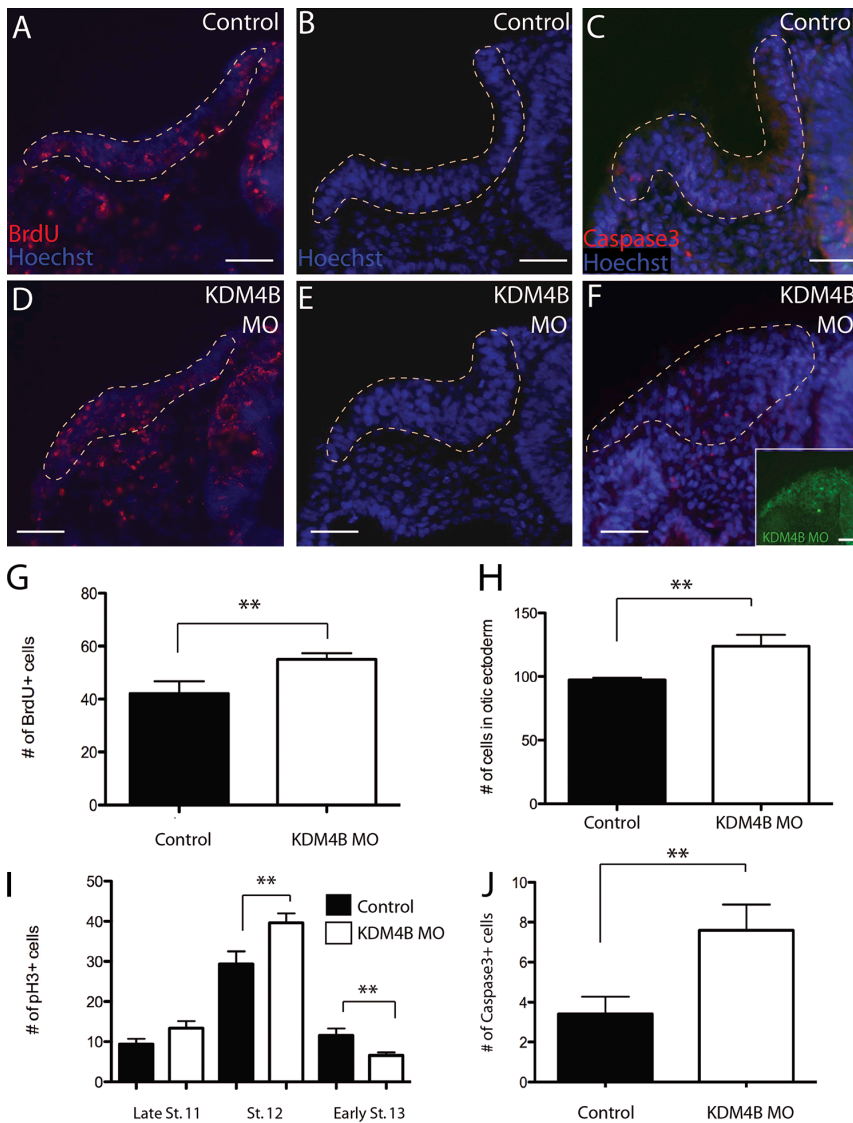 A
Control
BrdU
Hoechst
B
Control
Hoechst
C
Control
Caspase3
Hoechst
D
KDM4B
MO
E
KDM4B
MO
F
KDM4B
MO
KDM4B MO
G
# of BrdU+ cells
80
60
40
20
0
Control
KDM4B MO
**
H
# of cells in otic ectoderm
150
100
50
0
Control
KDM4B MO
**
I
# of pH3+ cells
50
40
30
20
10
0
**
**
Control
KDM4B MO
Late St. 11
St. 12
Early St. 13
J
# of Caspase3+ cells
10
8
6
4
2
0
**
Control
KDM4B MO